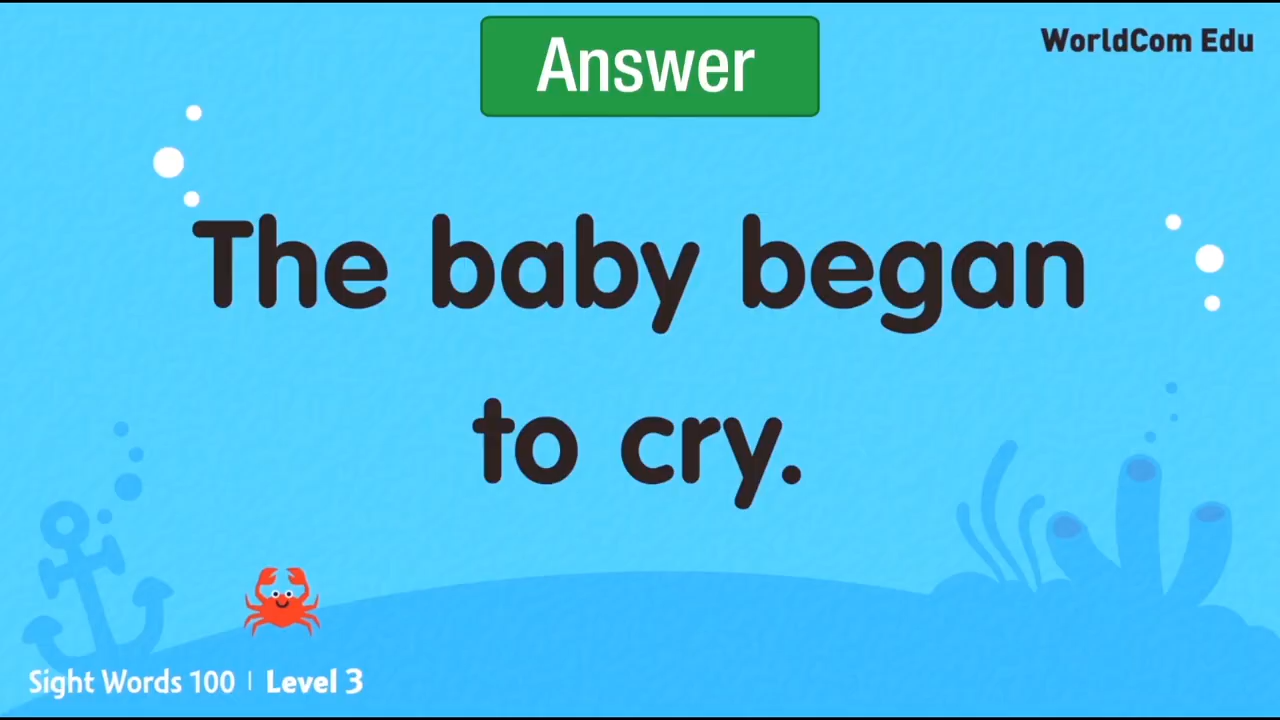 Answer
WorldCom Edu
The baby began
to cry.
Sight Words 100 | Level 3